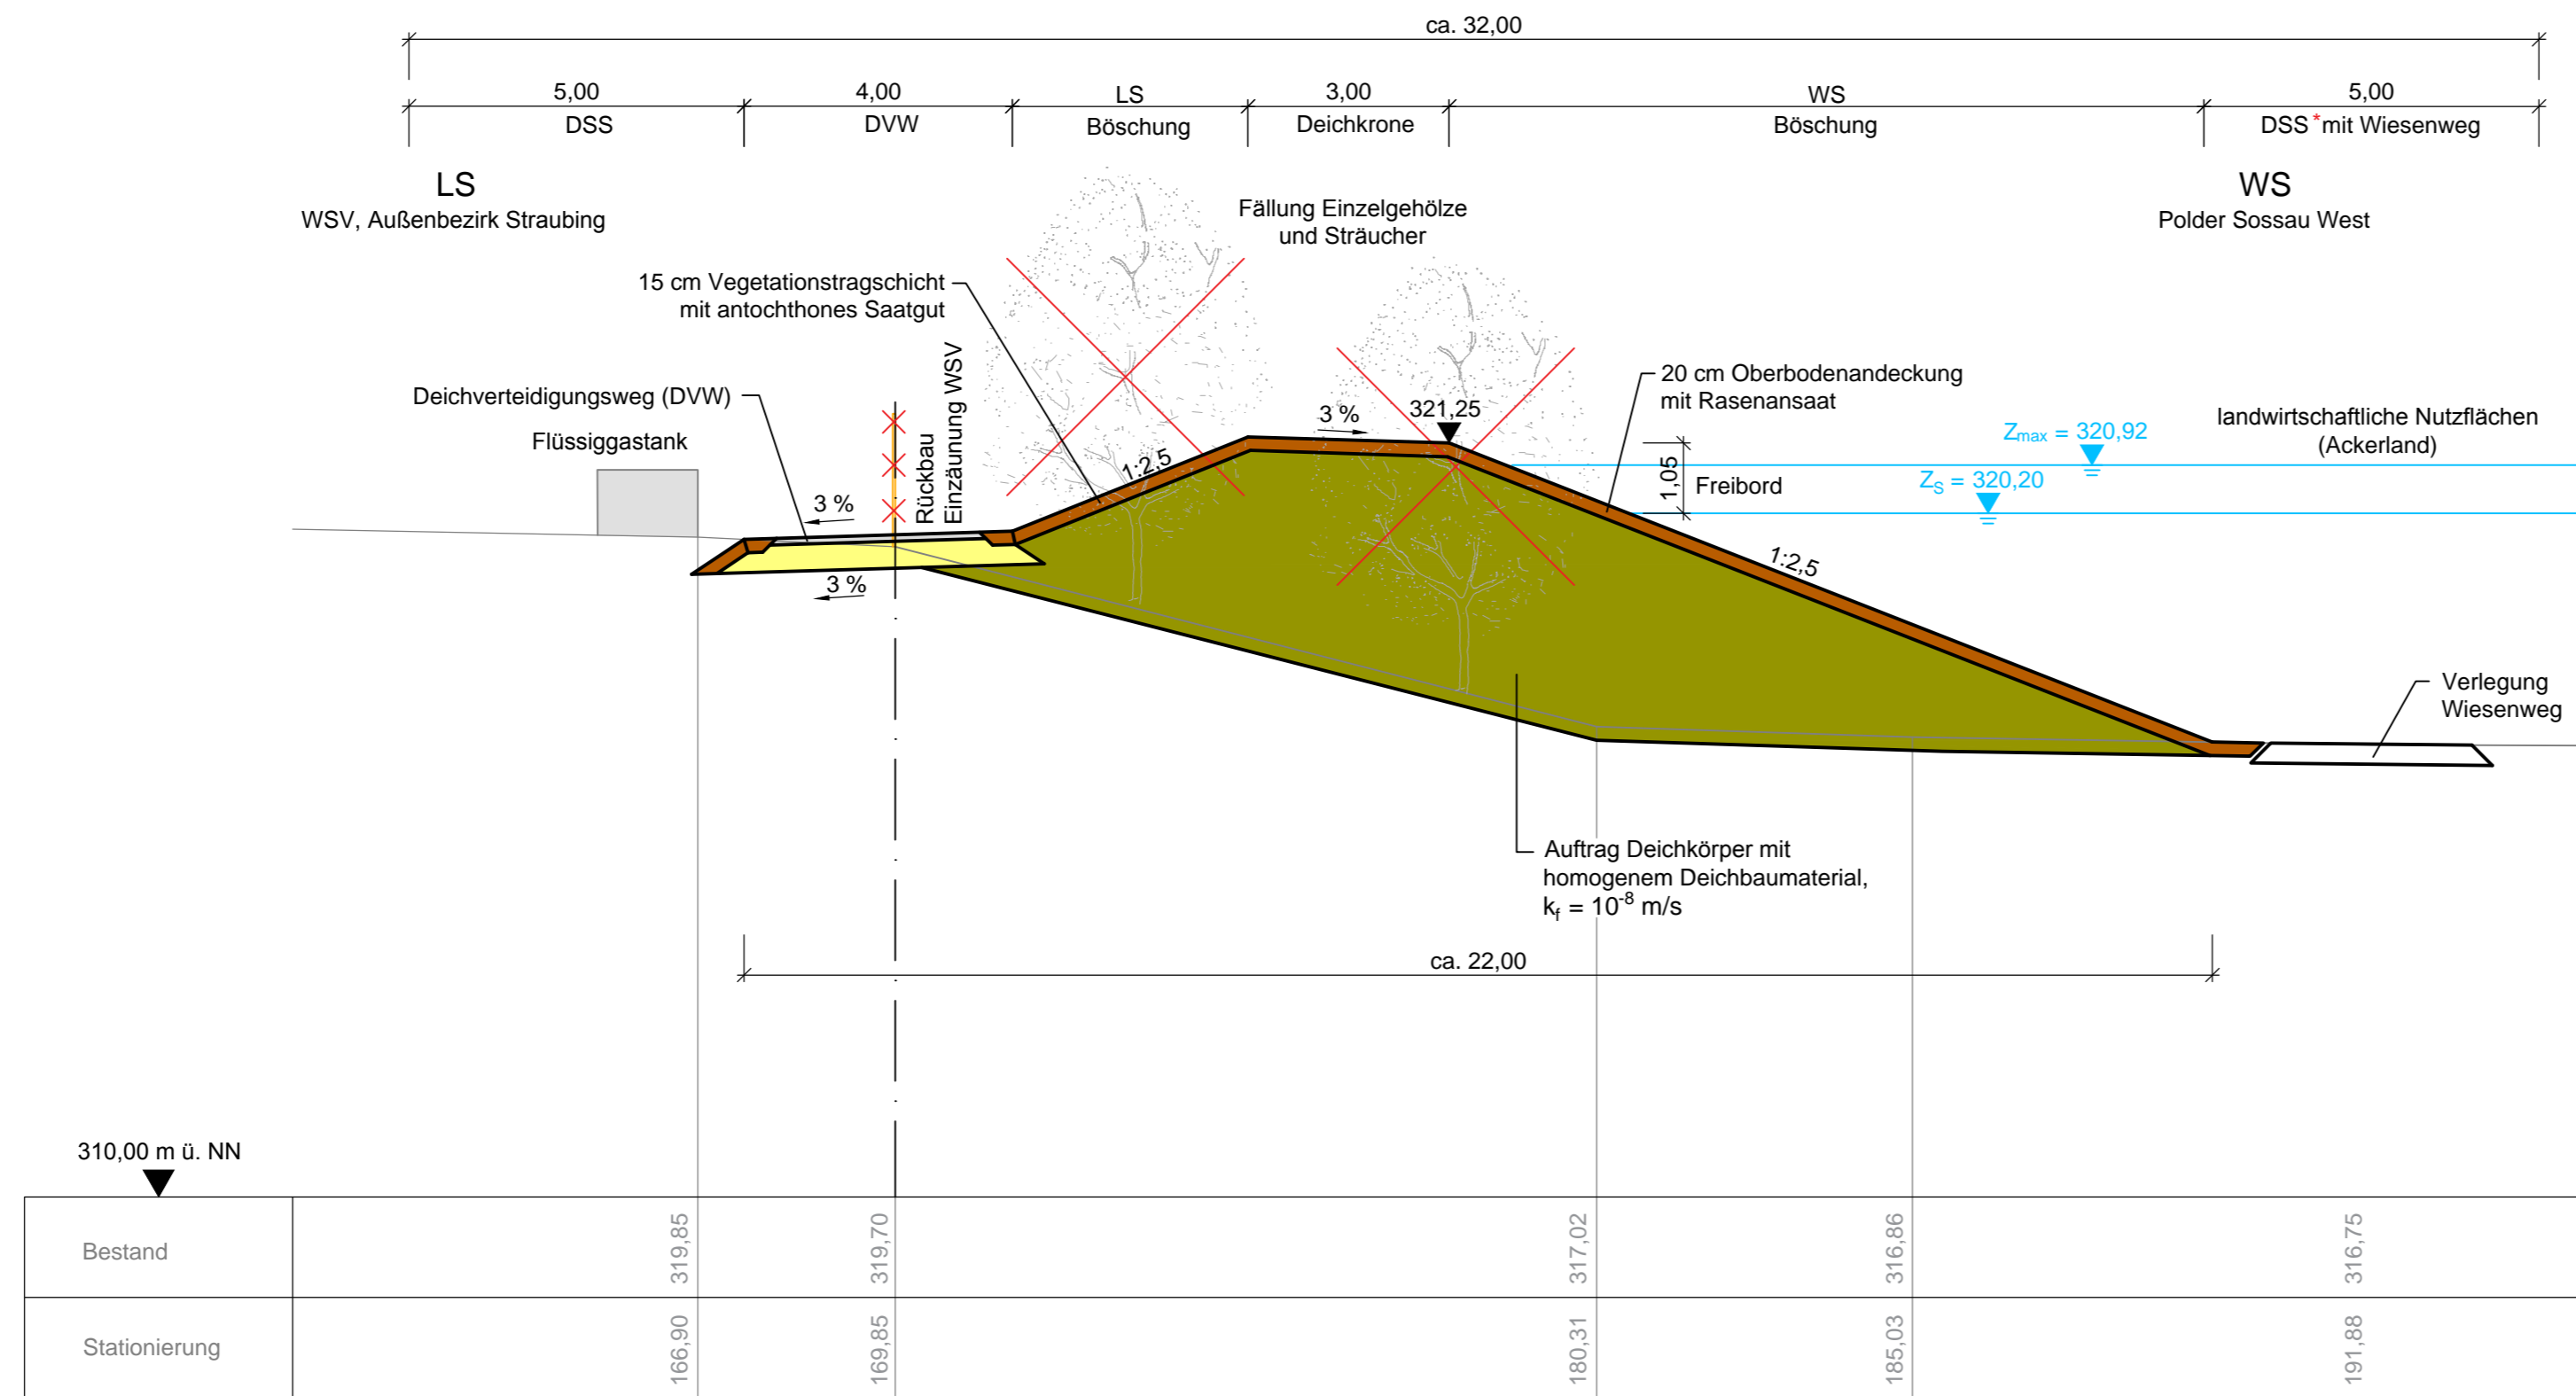 ca. 32,00
5,00
4,00
LS
3,00
WS
5,00
DSS
DVW
Böschung
Deichkrone
Böschung
DSS * mit Wiesenweg
LS
WSV, Außenbezirk Straubing
WS
Polder Sossau West
Fällung Einzelgehölze
und Sträucher
15 cm Vegetationstragschicht
mit antochthones Saatgut
Deichverteidigungsweg (DVW)
Flüssiggastank
Rückbau
Einzäunung WSV
3 %
3 %
1:2,5
3 %
321,25
20 cm Oberbodenandeckung
mit Rasenansaat
1,05
Freibord
Zmax = 320,92
ZS = 320,20
landwirtschaftliche Nutzflächen
(Ackerland)
1:2,5
Verlegung
Wiesenweg
Auftrag Deichkörper mit
homogenem Deichbaumaterial,
kf = 10-8 m/s
ca. 22,00
310,00 m ü. NN
Bestand
319,85
319,70
317,02
316,86
316,75
Stationierung
166,90
169,85
180,31
185,03
191,88